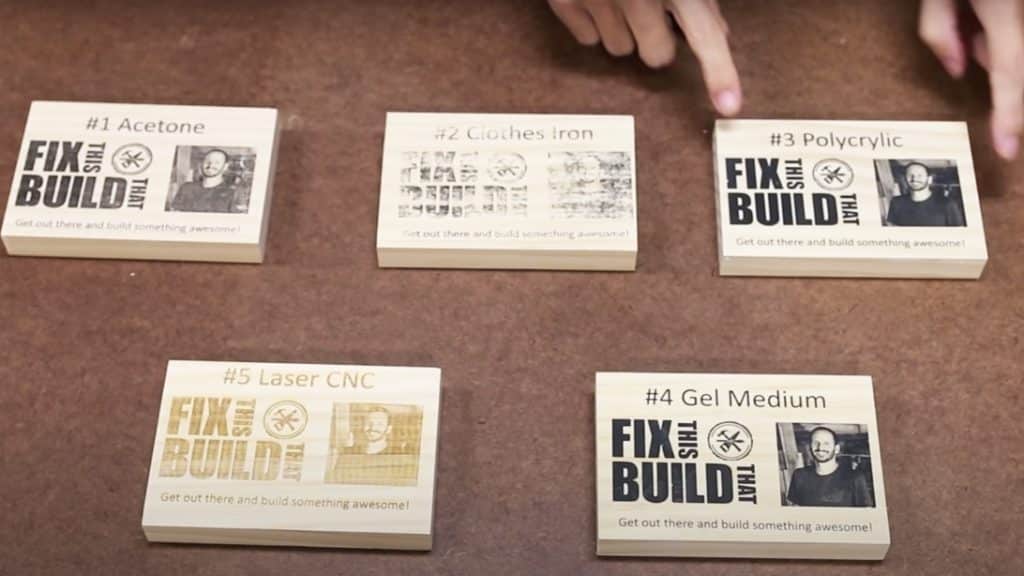 #1 Acetone
FIX THIS
BUILD THAT
Get out there and build something awesome!
#2 Clothes Iron
FIX THIS
BUILD
Get out there and build something awesome!
#3 Polycrylic
FIX THIS
BUILD THAT
Get out there and build something awesome!
#5 Laser CNC
FIX THIS
BUILD THAT
Get out there and build something awesome!
#4 Gel Medium
FIX THIS
BUILD THAT
Get out there and build something awesome!